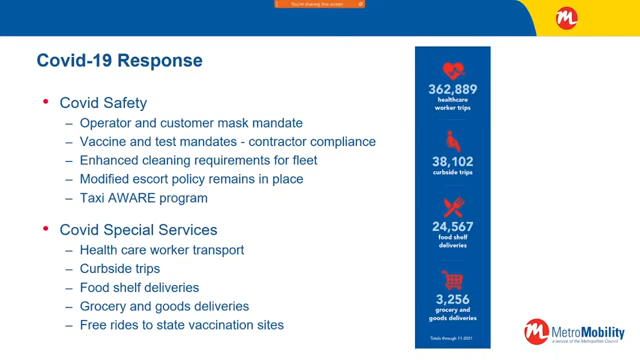 You're sharing this screen
Covid-19 Response
• Covid Safety
– Operator and customer mask mandate
– Vaccine and test mandates - contractor compliance
– Enhanced cleaning requirements for fleet
– Modified escort policy remains in place
– Taxi AWARE program
• Covid Special Services
– Health care worker transport
– Curbside trips
– Food shelf deliveries
– Grocery and goods deliveries
– Free rides to state vaccination sites
362,889
healthcare
worker trips
38,102
curbside trips
24,567
food shelf
deliveries
3,256
grocery and
goods deliveries
Totals through 11-2021
MetroMobility
a service of the Metropolitan Council